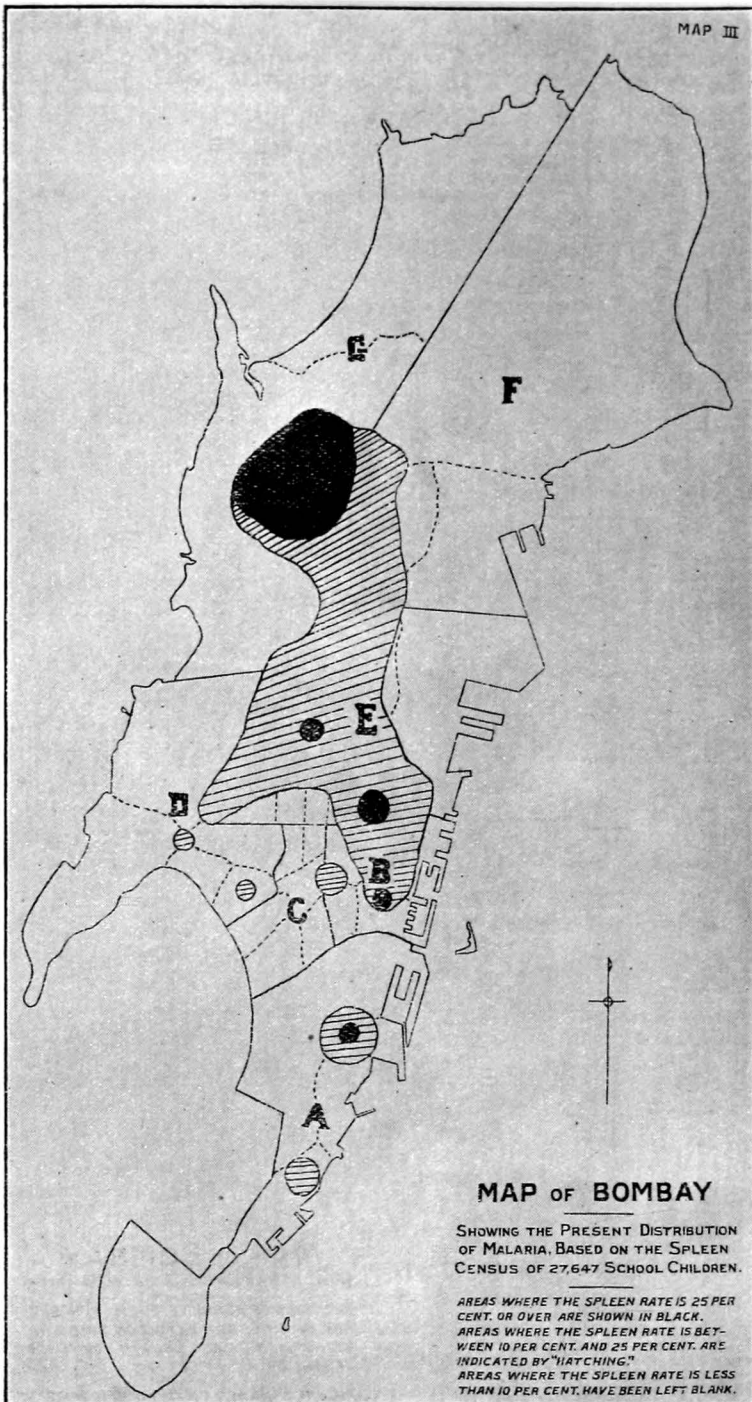 MAP III
G
F
E
D
B
C
A
MAP OF BOMBAY
SHOWING THE PRESENT DISTRIBUTION
OF MALARIA, BASED ON THE SPLEEN
CENSUS OF 27,647 SCHOOL CHILDREN.
AREAS WHERE THE SPLEEN RATE IS 25 PER
CENT. OR OVER ARE SHOWN IN BLACK.
AREAS WHERE THE SPLEEN RATE IS BET-
WEEN 10 PER CENT. AND 25 PER CENT. ARE
INDICATED BY "HATCHING."
AREAS WHERE THE SPLEEN RATE IS LESS
THAN 10 PER CENT. HAVE BEEN LEFT BLANK.